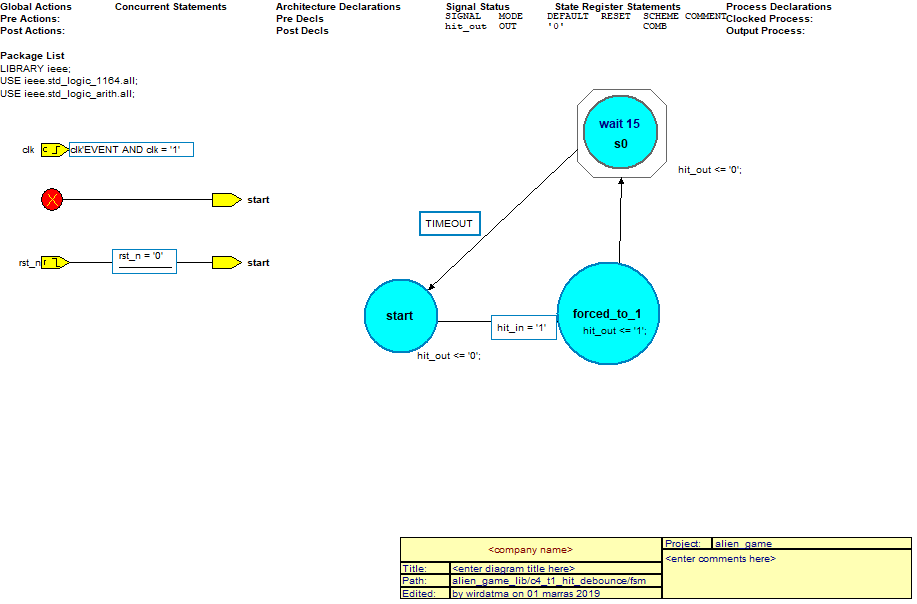 Global Actions
Pre Actions:
Post Actions:
Concurrent Statements
Architecture Declarations
Pre Decls
Post Decls
Signal Status
SIGNAL MODE DEFAULT RESET SCHEME COMMENT
hit_out OUT '0' COMB
State Register Statements
Process Declarations
Clocked Process:
Output Process:
Package List
LIBRARY ieee;
USE ieee.std_logic_1164.all;
USE ieee.std_logic_arith.all;
clk c clk'EVENT AND clk = '1'
start
rst_n r rst_n = '0' start
wait 15
s0
hit_out <= '0';
TIMEOUT
start
hit_out <= '0';
hit_in = '1'
forced_to_1
hit_out <= '1';
<company name>
Title: <enter diagram title here>
Path: alien_game_lib/c4_t1_hit_debounce/fsm
Edited: by wirdatma on 01 marras 2019
Project: alien_game
<enter comments here>